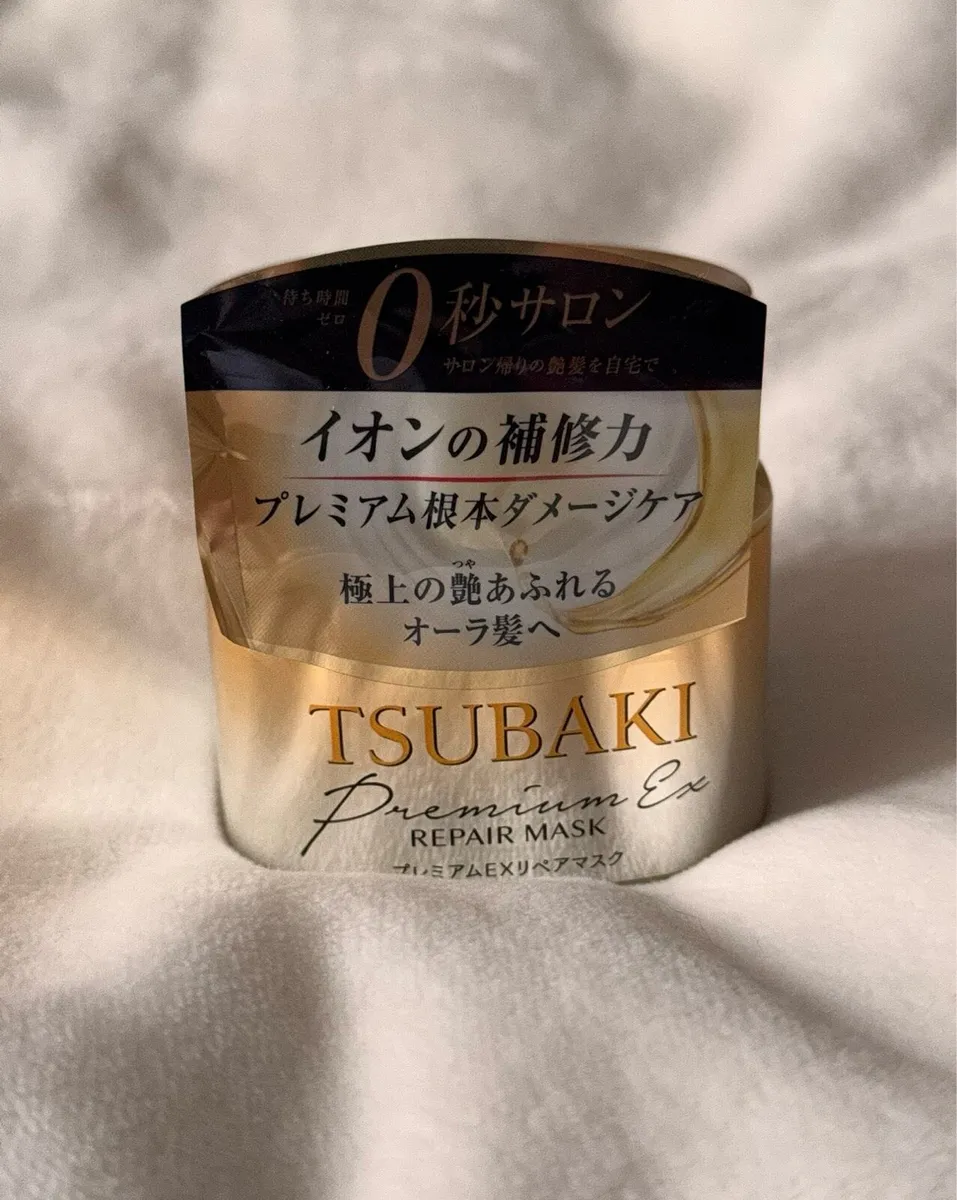 待ち時間
ゼロ
0秒サロン
サロン帰りの艶髪を自宅で
イオンの補修力
プレミアム根本ダメージケア
つや
極上の艶あふれる
オーラ髪へ
TSUBAKI
Premium Ex
REPAIR MASK
プレミアムEXリペアマスク